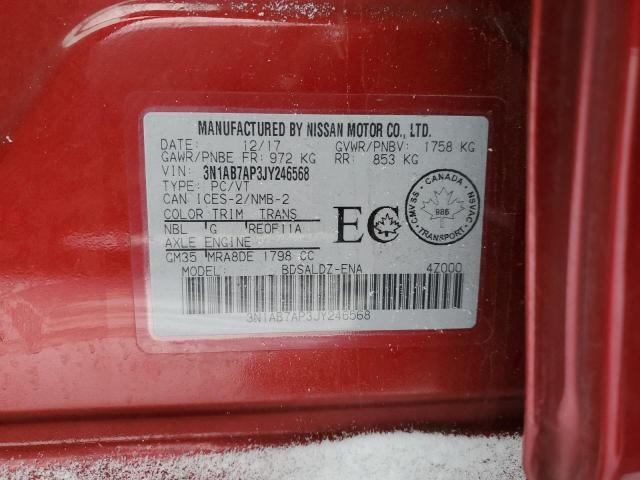 MANUFACTURED BY NISSAN MOTOR CO., LTD.
DATE: 12/17 GVWR/PNBV: 1758 KG
GAWR/PNBE FR: 972 KG RR: 853 KG
VIN: 3N1AB7AP3JY246568
TYPE: PC/VT
CAN ICES-2/NMB-2
COLOR TRIM TRANS
NBL G RE0F11A
AXLE ENGINE
GM35 MRA8DE 1798 CC
MODEL: BDSALDZ-ENA 4Z000
3N1AB7AP3JY246568
EC
CANADA
CMVSS NSVAC
986
TRANSPORT